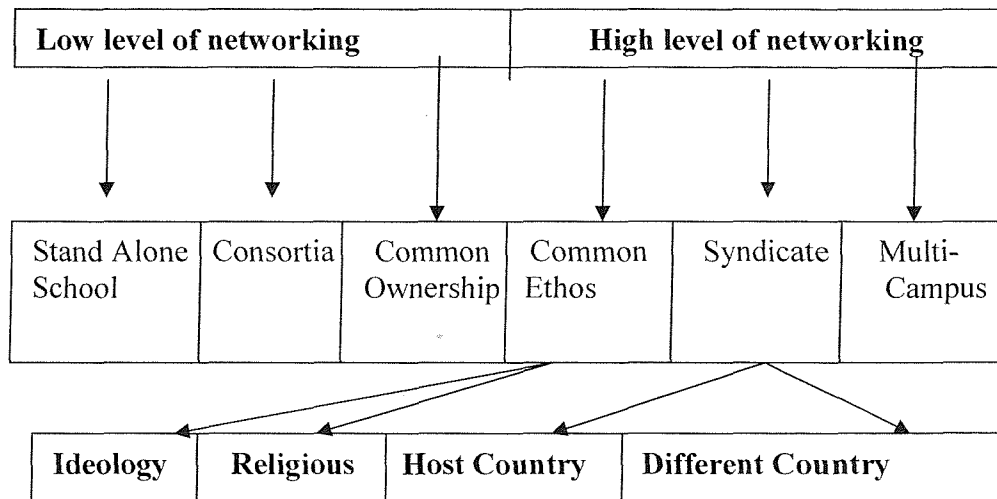 Low level of networking
High level of networking
Stand Alone
School
Consortia
Common
Ownership
Common
Ethos
Syndicate
Multi-
Campus
Ideology
Religious
Host Country
Different Country